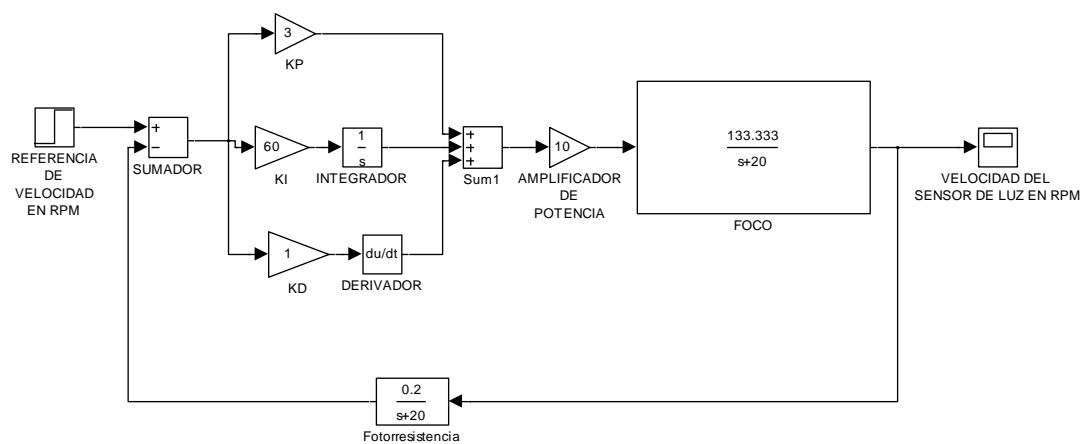 3
KP
REFERENCIA
DE
VELOCIDAD
EN RPM
+
−
SUMADOR
60
KI
1
s
INTEGRADOR
+
+
+
Sum1
10
AMPLIFICADOR
DE
POTENCIA
133.333
s+20
FOCO
VELOCIDAD DEL
SENSOR DE LUZ EN RPM
1
KD
du/dt
DERIVADOR
0.2
s+20
Fotorresistencia